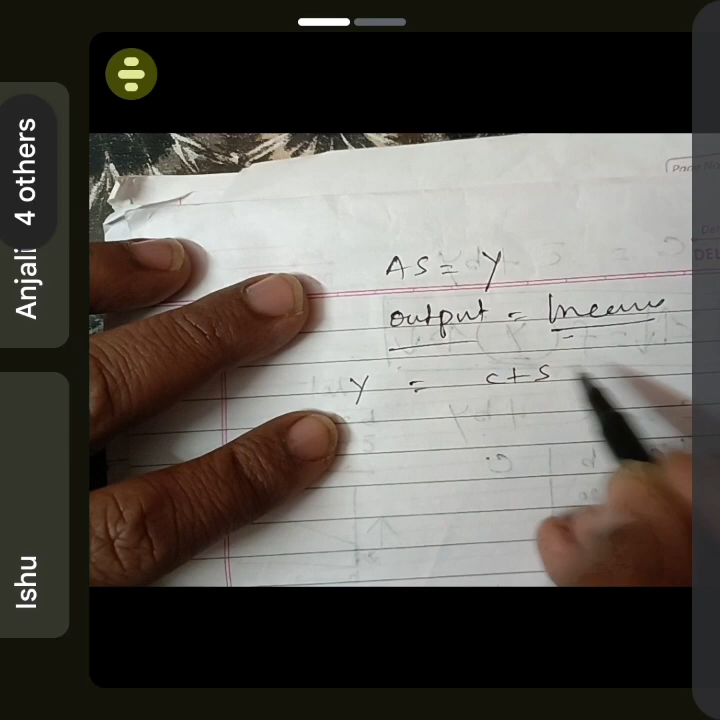 Anjali 4 others
Ishu
AS = Y
output = Income
Y = C+S